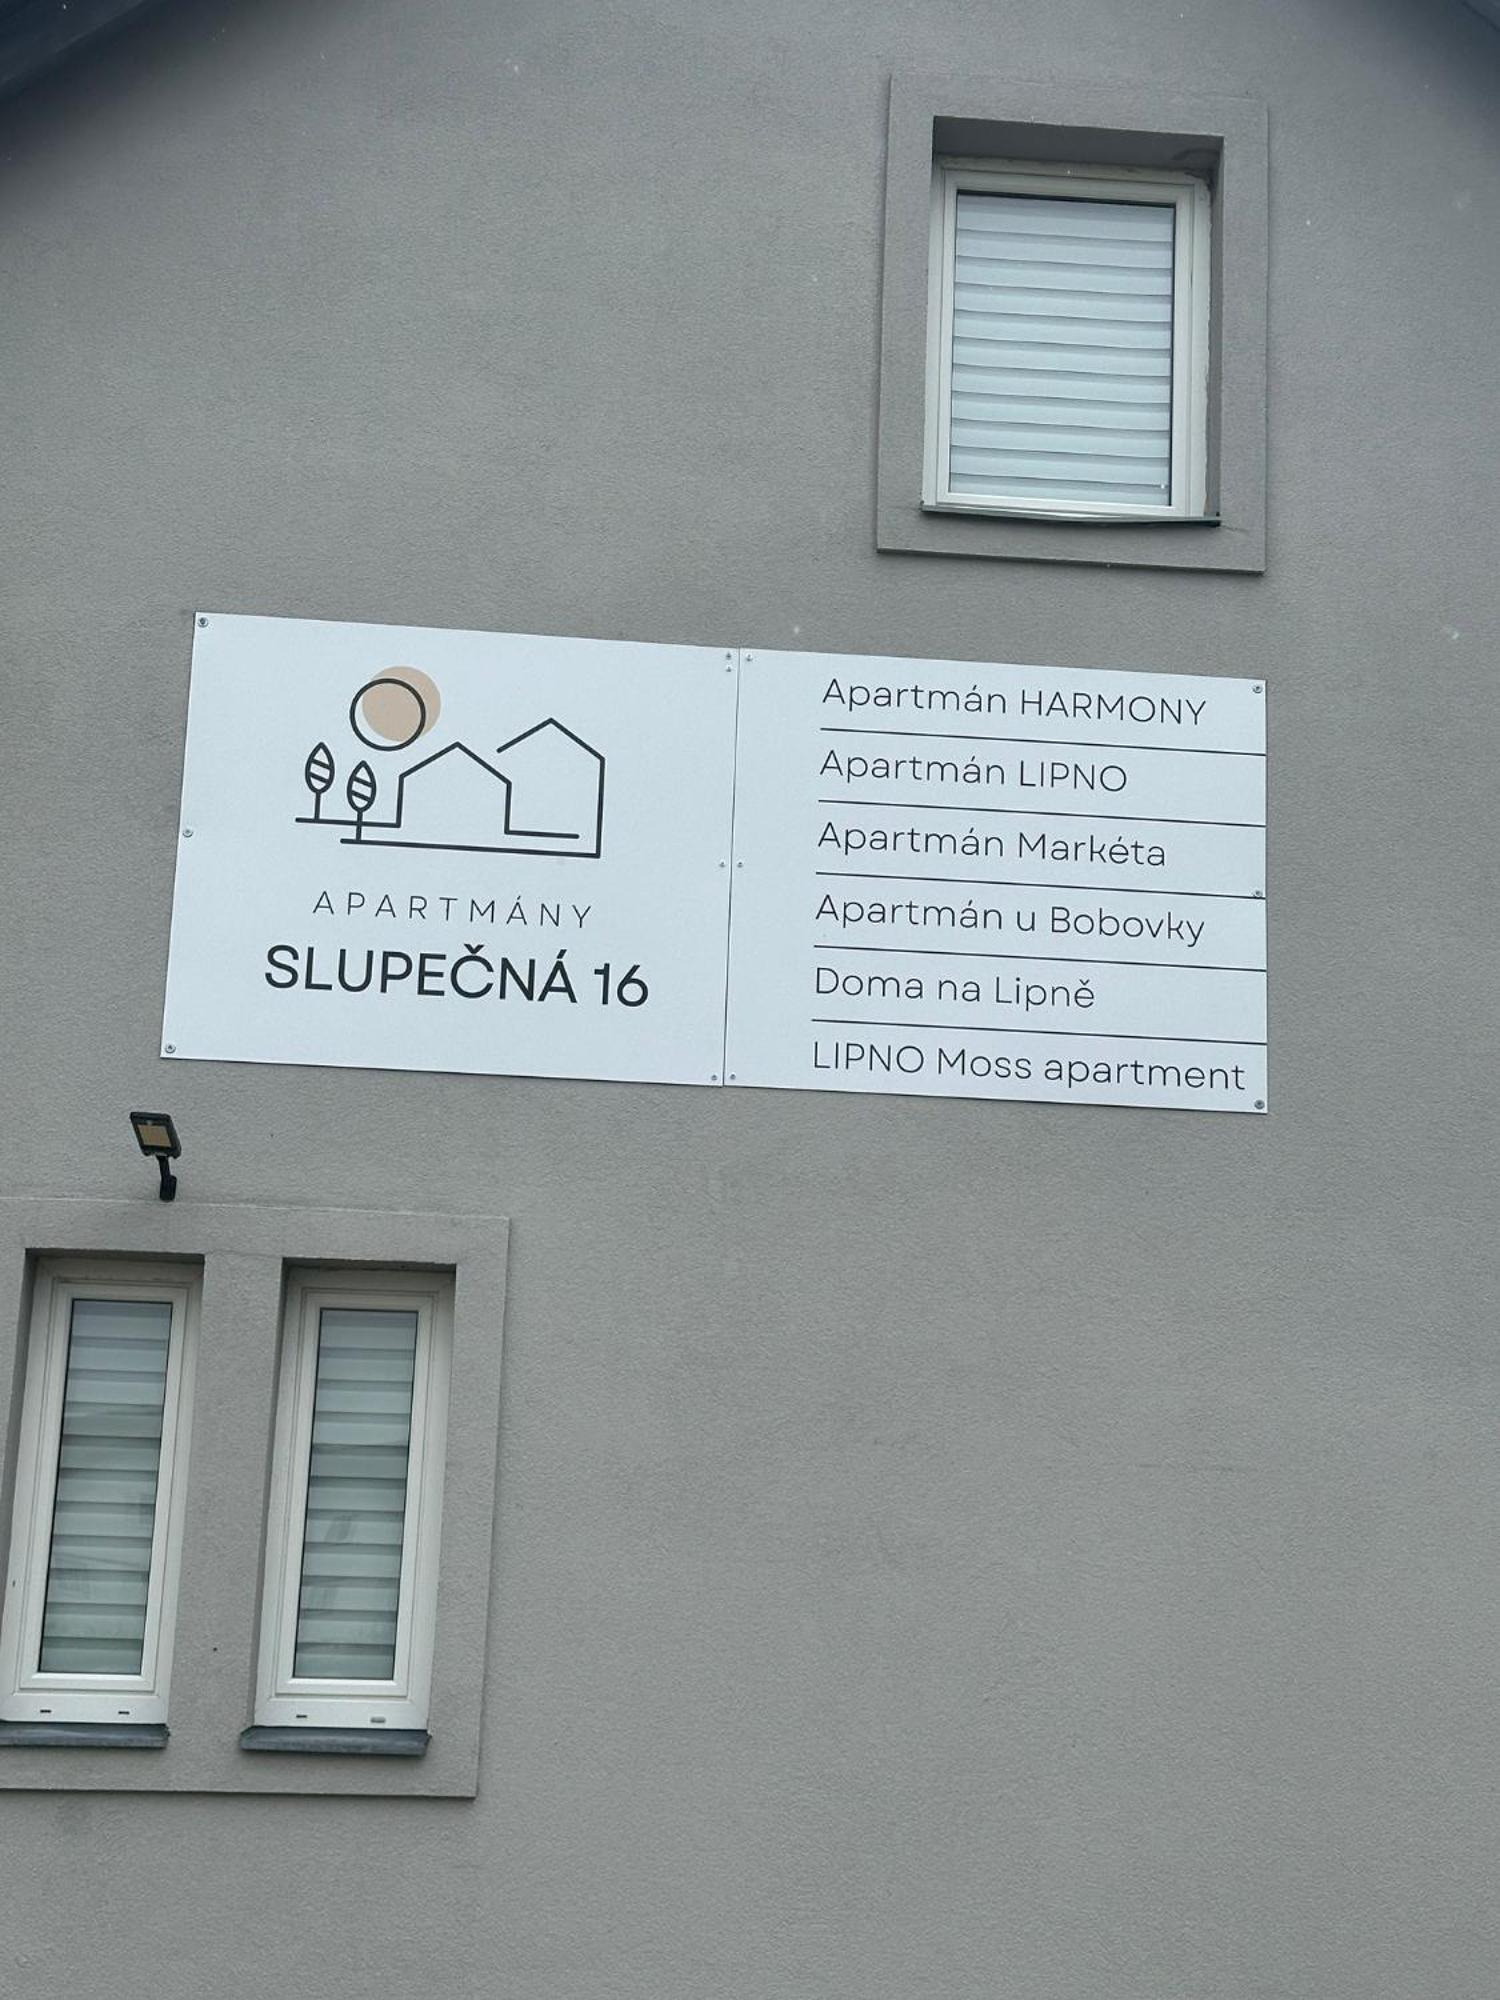 APARTMÁNY
SLUPEČNÁ 16
Apartmán HARMONY
Apartmán LIPNO
Apartmán Markéta
Apartmán u Bobovky
Doma na Lipně
LIPNO Moss apartment